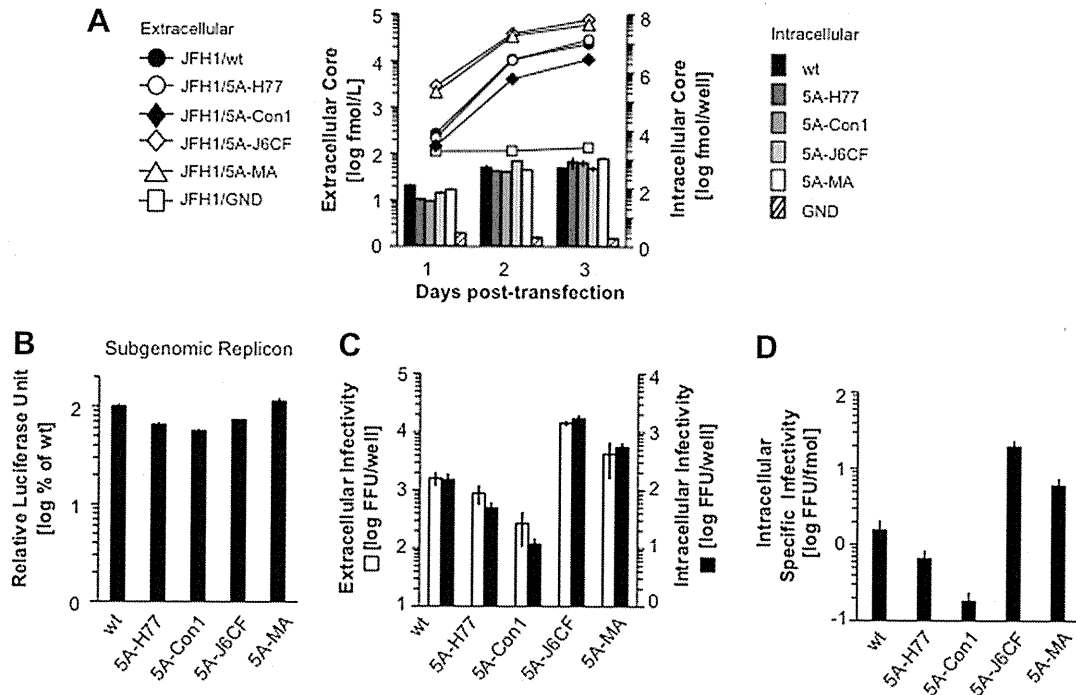 A
Extracellular
JFH1/wt
JFH1/5A-H77
JFH1/5A-Con1
JFH1/5A-J6CF
JFH1/5A-MA
JFH1/GND
Extracellular Core
[log fmol/L]
5
4
3
2
1
0
8
6
4
2
0
Intracellular Core
[log fmol/well]
1
2
3
Days post-transfection
Intracellular
wt
5A-H77
5A-Con1
5A-J6CF
5A-MA
GND
B
Subgenomic Replicon
Relative Luciferase Unit
[log % of wt]
2
1
0
wt
5A-H77
5A-Con1
5A-J6CF
5A-MA
C
Extracellular Infectivity
[log FFU/well]
5
4
3
2
1
4
3
2
1
0
Intracellular Infectivity
[log FFU/well]
wt
5A-H77
5A-Con1
5A-J6CF
5A-MA
D
Intracellular
Specific Infectivity
[log FFU/fmol]
2
1
0
-1
wt
5A-H77
5A-Con1
5A-J6CF
5A-MA